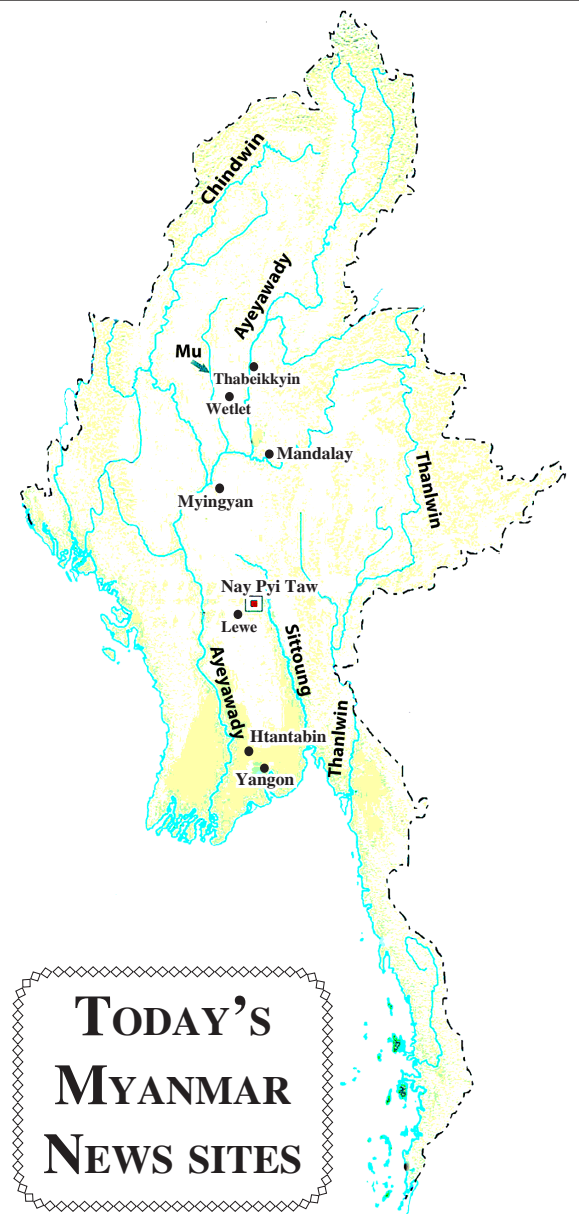 Chindwin
Ayeyawady
Mu
Thabeikkyin
Wetlet
Mandalay
Thanlwin
Myingyan
Nay Pyi Taw
Lewe
Sittoung
Ayeyawady
Thanlwin
Htantabin
Yangon
TODAY'S
MYANMAR
NEWS SITES